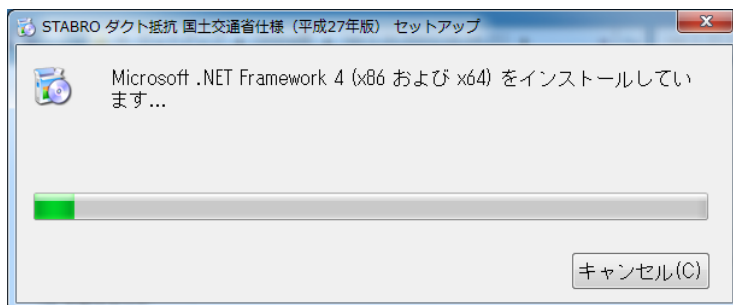 STABRO ダクト抵抗 国土交通省仕様（平成27年版） セットアップ
Microsoft .NET Framework 4 (x86 および x64) をインストールしてい
ます...
キャンセル(C)